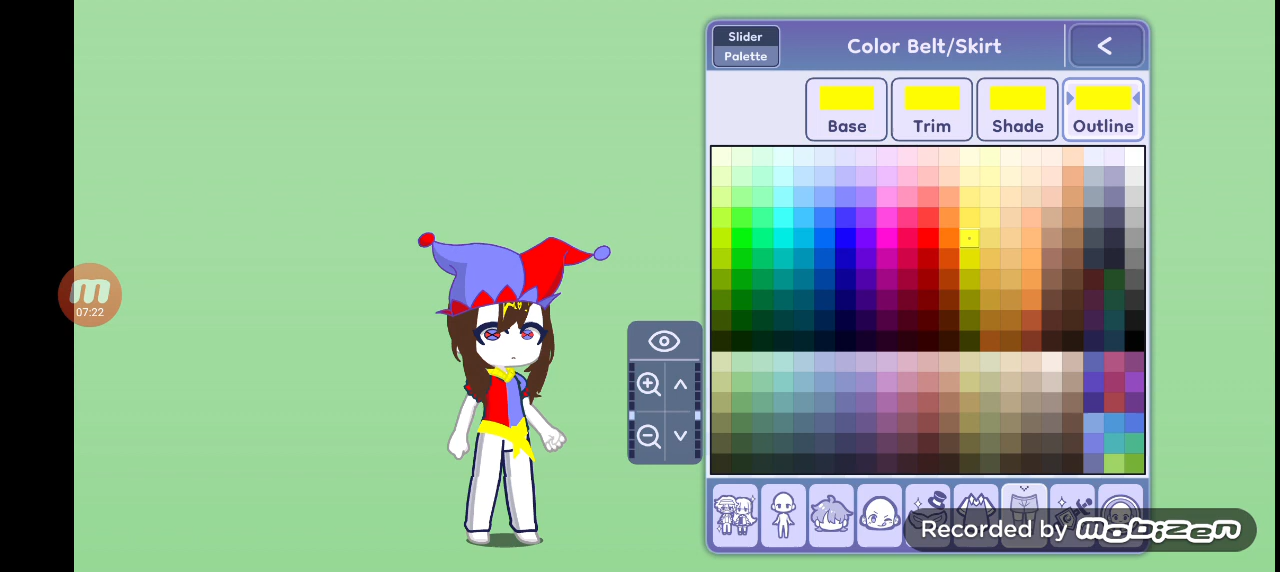 Slider
Palette
Color Belt/Skirt
Base
Trim
Shade
Outline
07:22
Recorded by mobizen